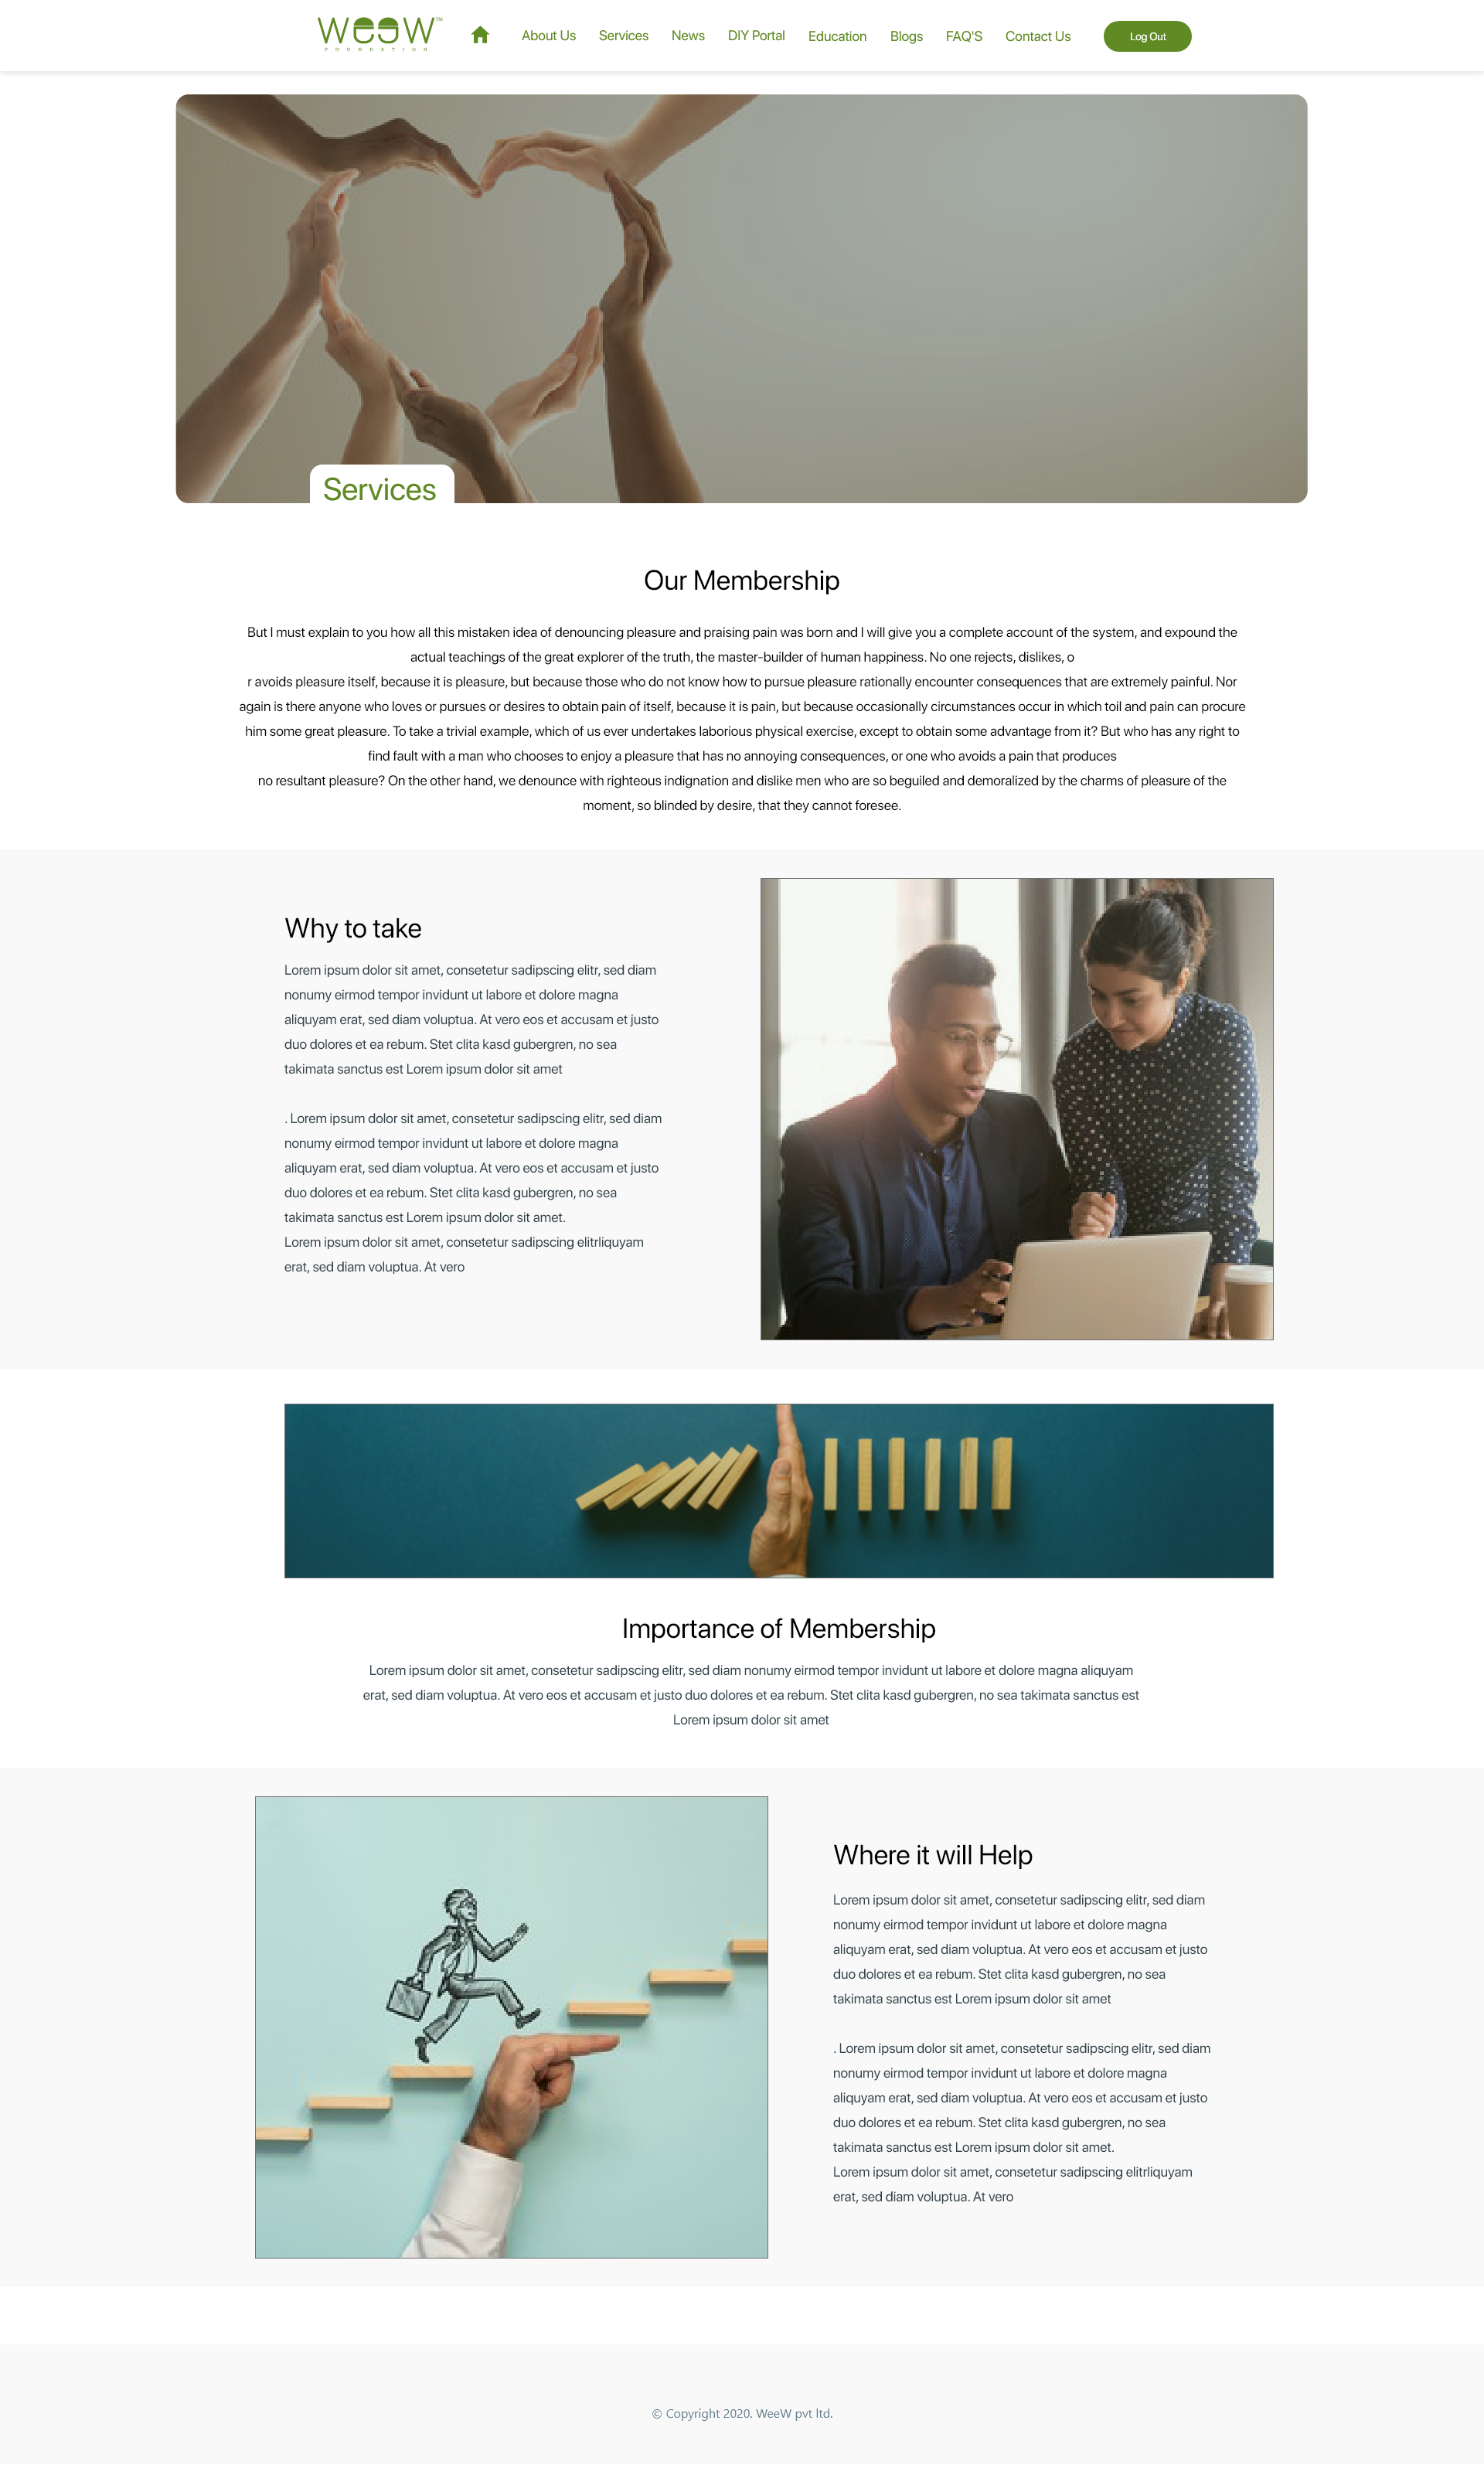 WeeW™
FOUNDATION
About Us Services News DIY Portal Education Blogs FAQ'S Contact Us Log Out
Services
Our Membership
But I must explain to you how all this mistaken idea of denouncing pleasure and praising pain was born and I will give you a complete account of the system, and expound the
actual teachings of the great explorer of the truth, the master-builder of human happiness. No one rejects, dislikes, o
r avoids pleasure itself, because it is pleasure, but because those who do not know how to pursue pleasure rationally encounter consequences that are extremely painful. Nor
again is there anyone who loves or pursues or desires to obtain pain of itself, because it is pain, but because occasionally circumstances occur in which toil and pain can procure
him some great pleasure. To take a trivial example, which of us ever undertakes laborious physical exercise, except to obtain some advantage from it? But who has any right to
find fault with a man who chooses to enjoy a pleasure that has no annoying consequences, or one who avoids a pain that produces
no resultant pleasure? On the other hand, we denounce with righteous indignation and dislike men who are so beguiled and demoralized by the charms of pleasure of the
moment, so blinded by desire, that they cannot foresee.
Why to take
Lorem ipsum dolor sit amet, consetetur sadipscing elitr, sed diam
nonumy eirmod tempor invidunt ut labore et dolore magna
aliquyam erat, sed diam voluptua. At vero eos et accusam et justo
duo dolores et ea rebum. Stet clita kasd gubergren, no sea
takimata sanctus est Lorem ipsum dolor sit amet
. Lorem ipsum dolor sit amet, consetetur sadipscing elitr, sed diam
nonumy eirmod tempor invidunt ut labore et dolore magna
aliquyam erat, sed diam voluptua. At vero eos et accusam et justo
duo dolores et ea rebum. Stet clita kasd gubergren, no sea
takimata sanctus est Lorem ipsum dolor sit amet.
Lorem ipsum dolor sit amet, consetetur sadipscing elitrliquyam
erat, sed diam voluptua. At vero
Importance of Membership
Lorem ipsum dolor sit amet, consetetur sadipscing elitr, sed diam nonumy eirmod tempor invidunt ut labore et dolore magna aliquyam
erat, sed diam voluptua. At vero eos et accusam et justo duo dolores et ea rebum. Stet clita kasd gubergren, no sea takimata sanctus est
Lorem ipsum dolor sit amet
Where it will Help
Lorem ipsum dolor sit amet, consetetur sadipscing elitr, sed diam
nonumy eirmod tempor invidunt ut labore et dolore magna
aliquyam erat, sed diam voluptua. At vero eos et accusam et justo
duo dolores et ea rebum. Stet clita kasd gubergren, no sea
takimata sanctus est Lorem ipsum dolor sit amet
. Lorem ipsum dolor sit amet, consetetur sadipscing elitr, sed diam
nonumy eirmod tempor invidunt ut labore et dolore magna
aliquyam erat, sed diam voluptua. At vero eos et accusam et justo
duo dolores et ea rebum. Stet clita kasd gubergren, no sea
takimata sanctus est Lorem ipsum dolor sit amet.
Lorem ipsum dolor sit amet, consetetur sadipscing elitrliquyam
erat, sed diam voluptua. At vero
© Copyright 2020. WeeW pvt ltd.